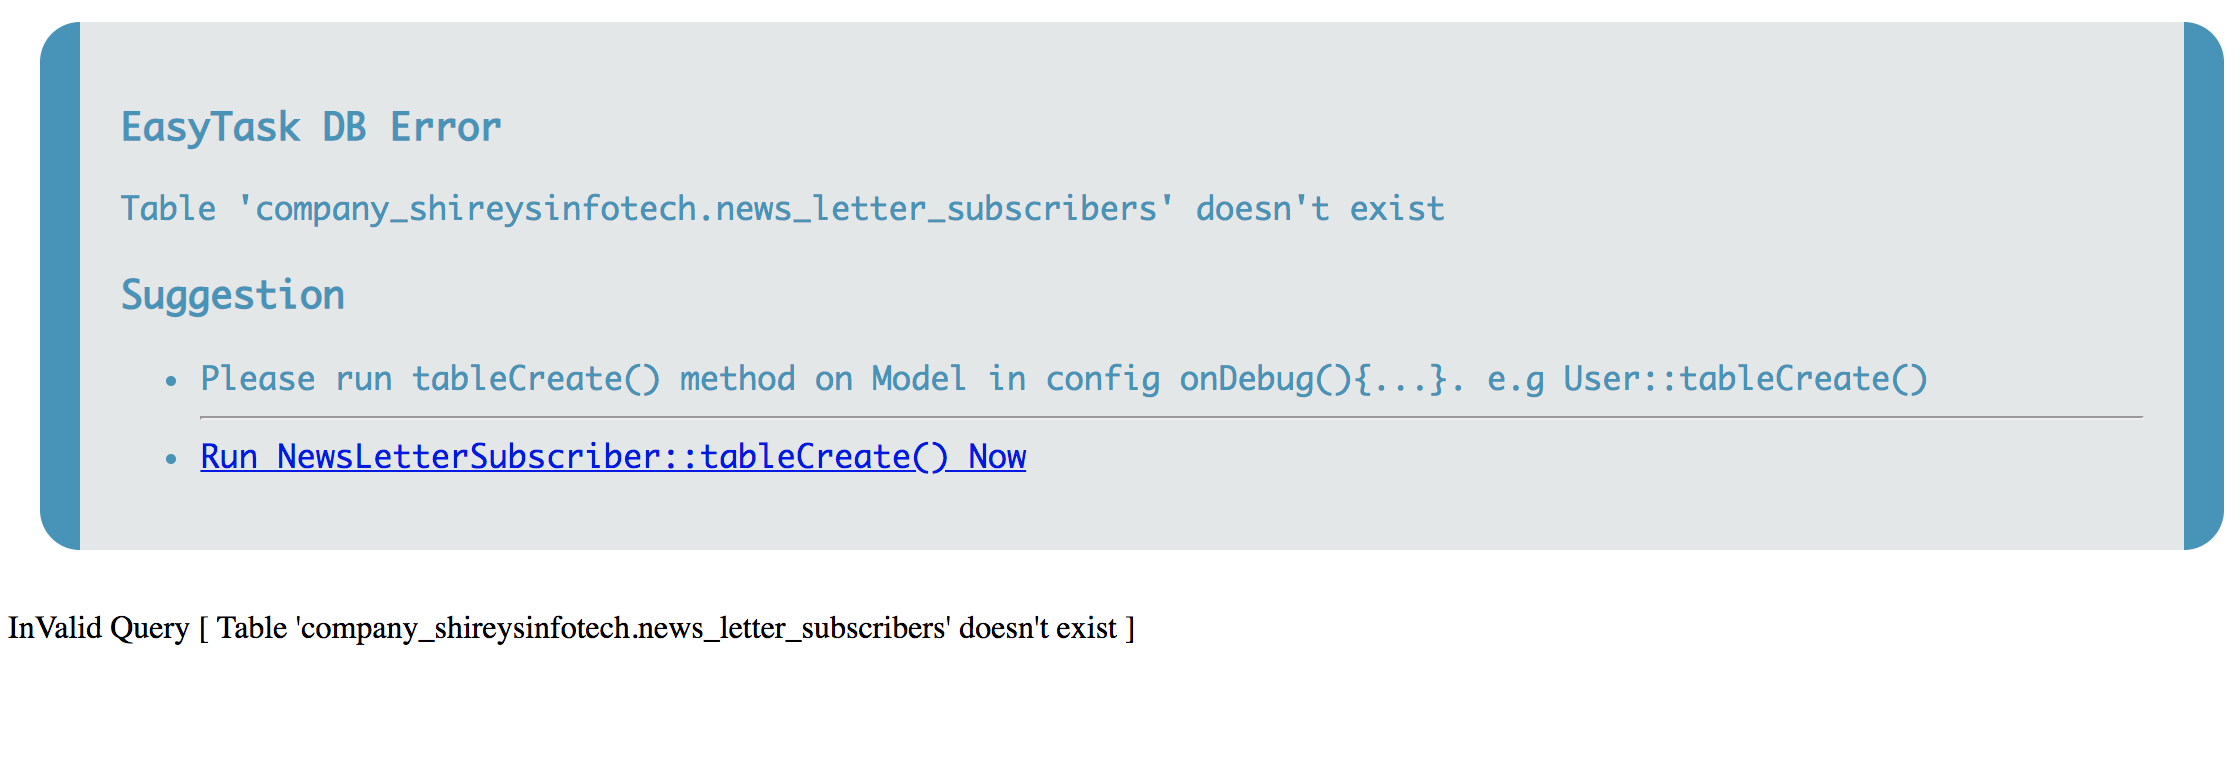 EasyTask DB Error
Table 'company_shireysinfotech.news_letter_subscribers' doesn't exist
Suggestion
Please run tableCreate() method on Model in config onDebug(){...}. e.g User::tableCreate()
Run NewsLetterSubscriber::tableCreate() Now
InValid Query [ Table 'company_shireysinfotech.news_letter_subscribers' doesn't exist ]